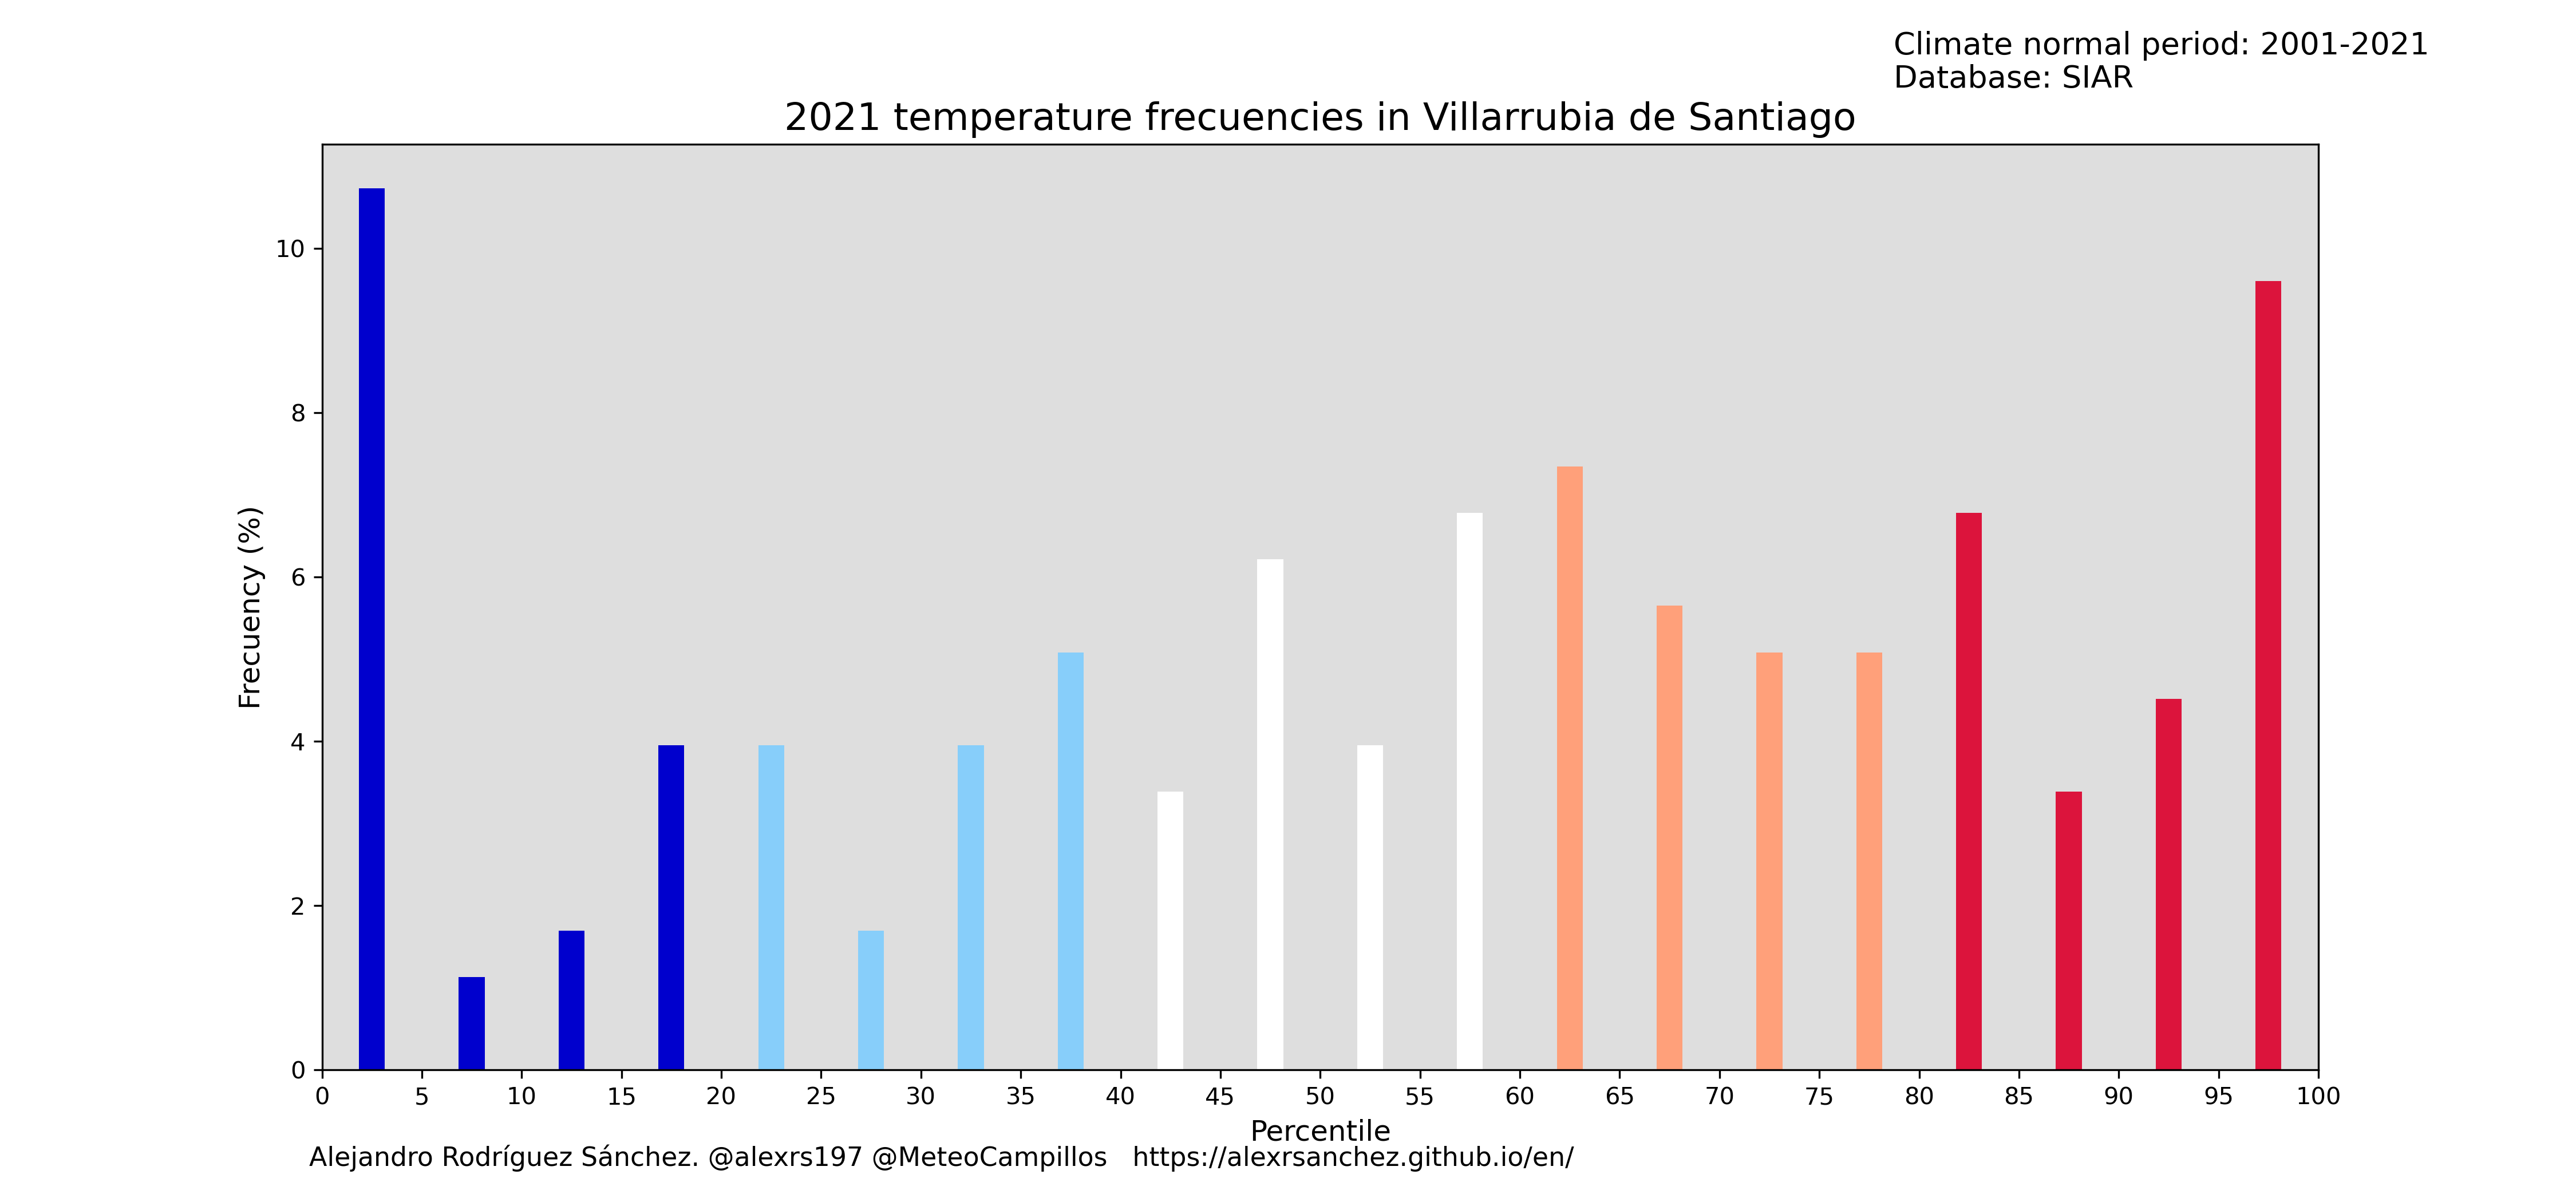 Climate normal period: 2001-2021
Database: SIAR
2021 temperature frecuencies in Villarrubia de Santiago
Frecuency (%)
10
8
6
4
2
0
0 5 10 15 20 25 30 35 40 45 50 55 60 65 70 75 80 85 90 95 100
Percentile
Alejandro Rodríguez Sánchez. @alexrs197 @MeteoCampillos https://alexrsanchez.github.io/en/